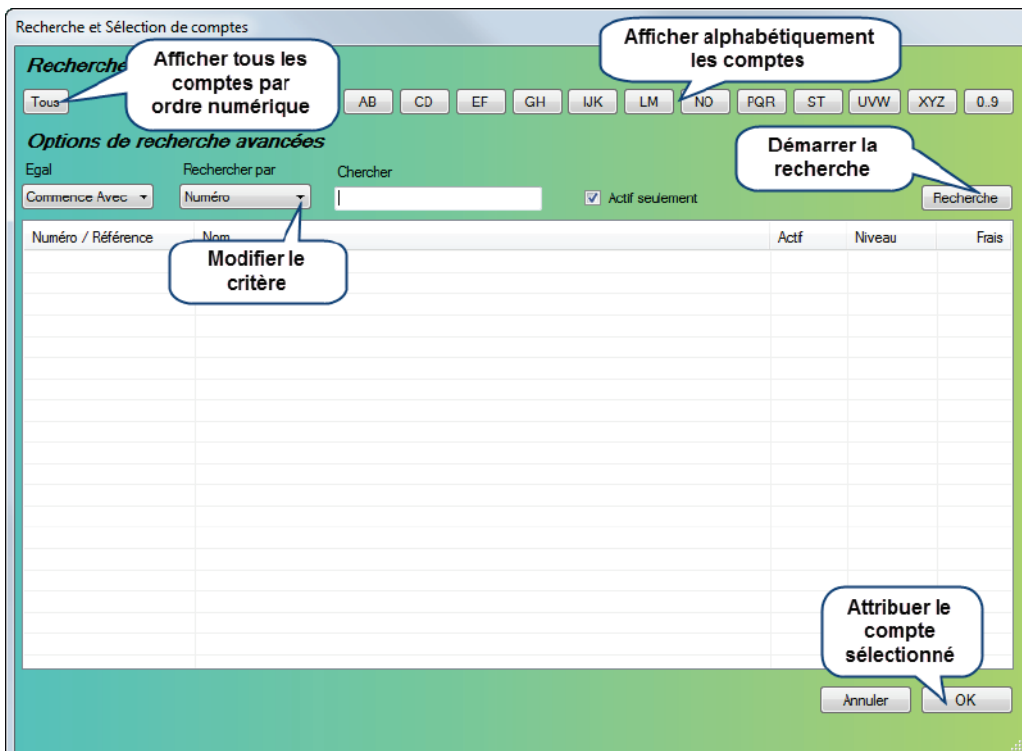 Recherche et Sélection de comptes
Recherche
Afficher tous les
comptes par
ordre numérique
Afficher alphabétiquement
les comptes
Tous
AB CD EF GH IJK LM NO PQR ST UVW XYZ 0..9
Options de recherche avancées
Démarrer la
recherche
Egal Rechercher par Chercher
Commence Avec Numéro Actif seulement Recherche
Numéro / Référence Nom Actif Niveau Frais
Modifier le
critère
Attribuer le
compte
sélectionné
Annuler OK